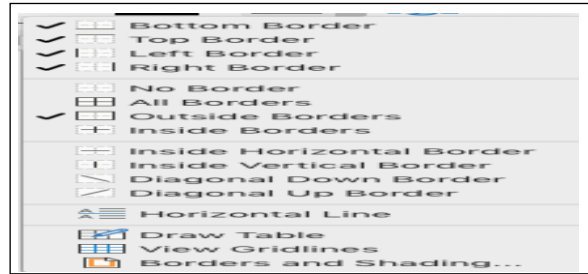 Bottom Border
Top Border
Left Border
Right Border
No Border
All Borders
Outside Borders
Inside Borders
Inside Horizontal Border
Inside Vertical Border
Diagonal Down Border
Diagonal Up Border
Horizontal Line
Draw Table
View Gridlines
Borders and Shading...